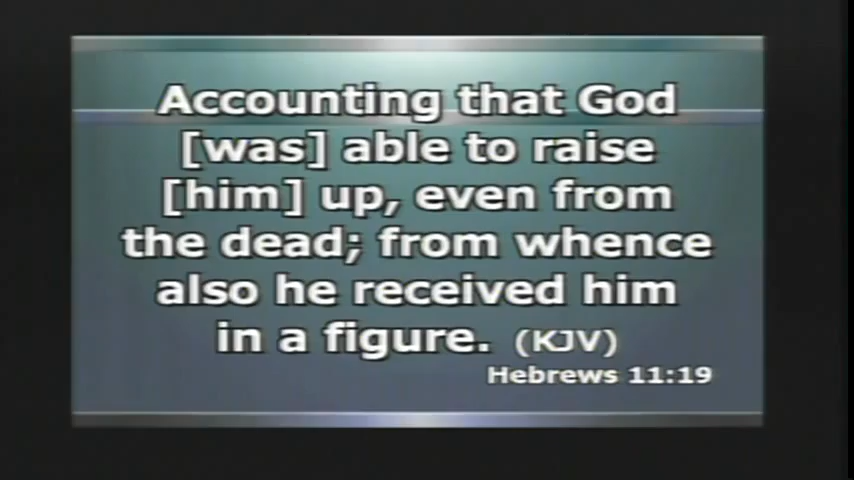 Accounting that God
[was] able to raise
[him] up, even from
the dead; from whence
also he received him
in a figure. (KJV)
Hebrews 11:19